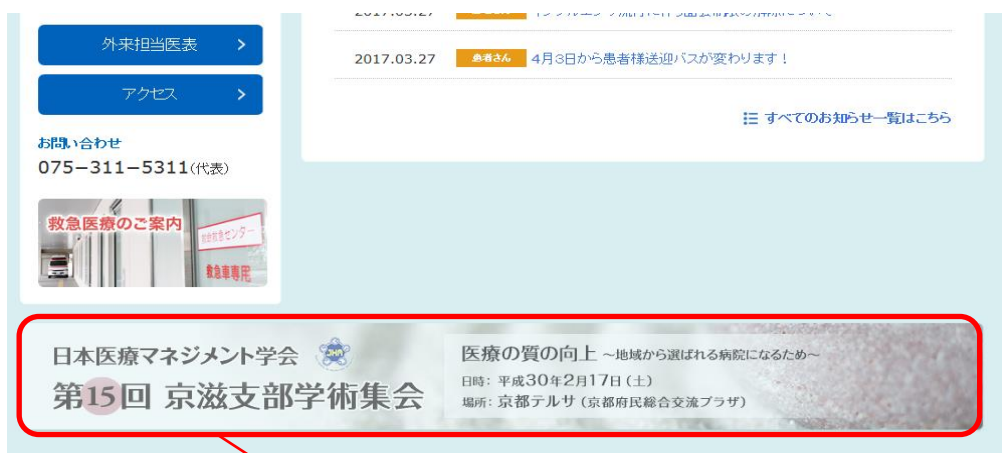 外来担当医表
アクセス
お問い合わせ
075-311-5311(代表)
救急医療のご案内
救急車専用
2017.03.27
2017.03.27 患者さん 4月3日から患者様送迎バスが変わります！
すべてのお知らせ一覧はこちら
日本医療マネジメント学会
第15回 京滋支部学術集会
医療の質の向上 ～地域から選ばれる病院になるため～
日時: 平成30年2月17日(土)
場所: 京都テルサ(京都府民総合交流プラザ)